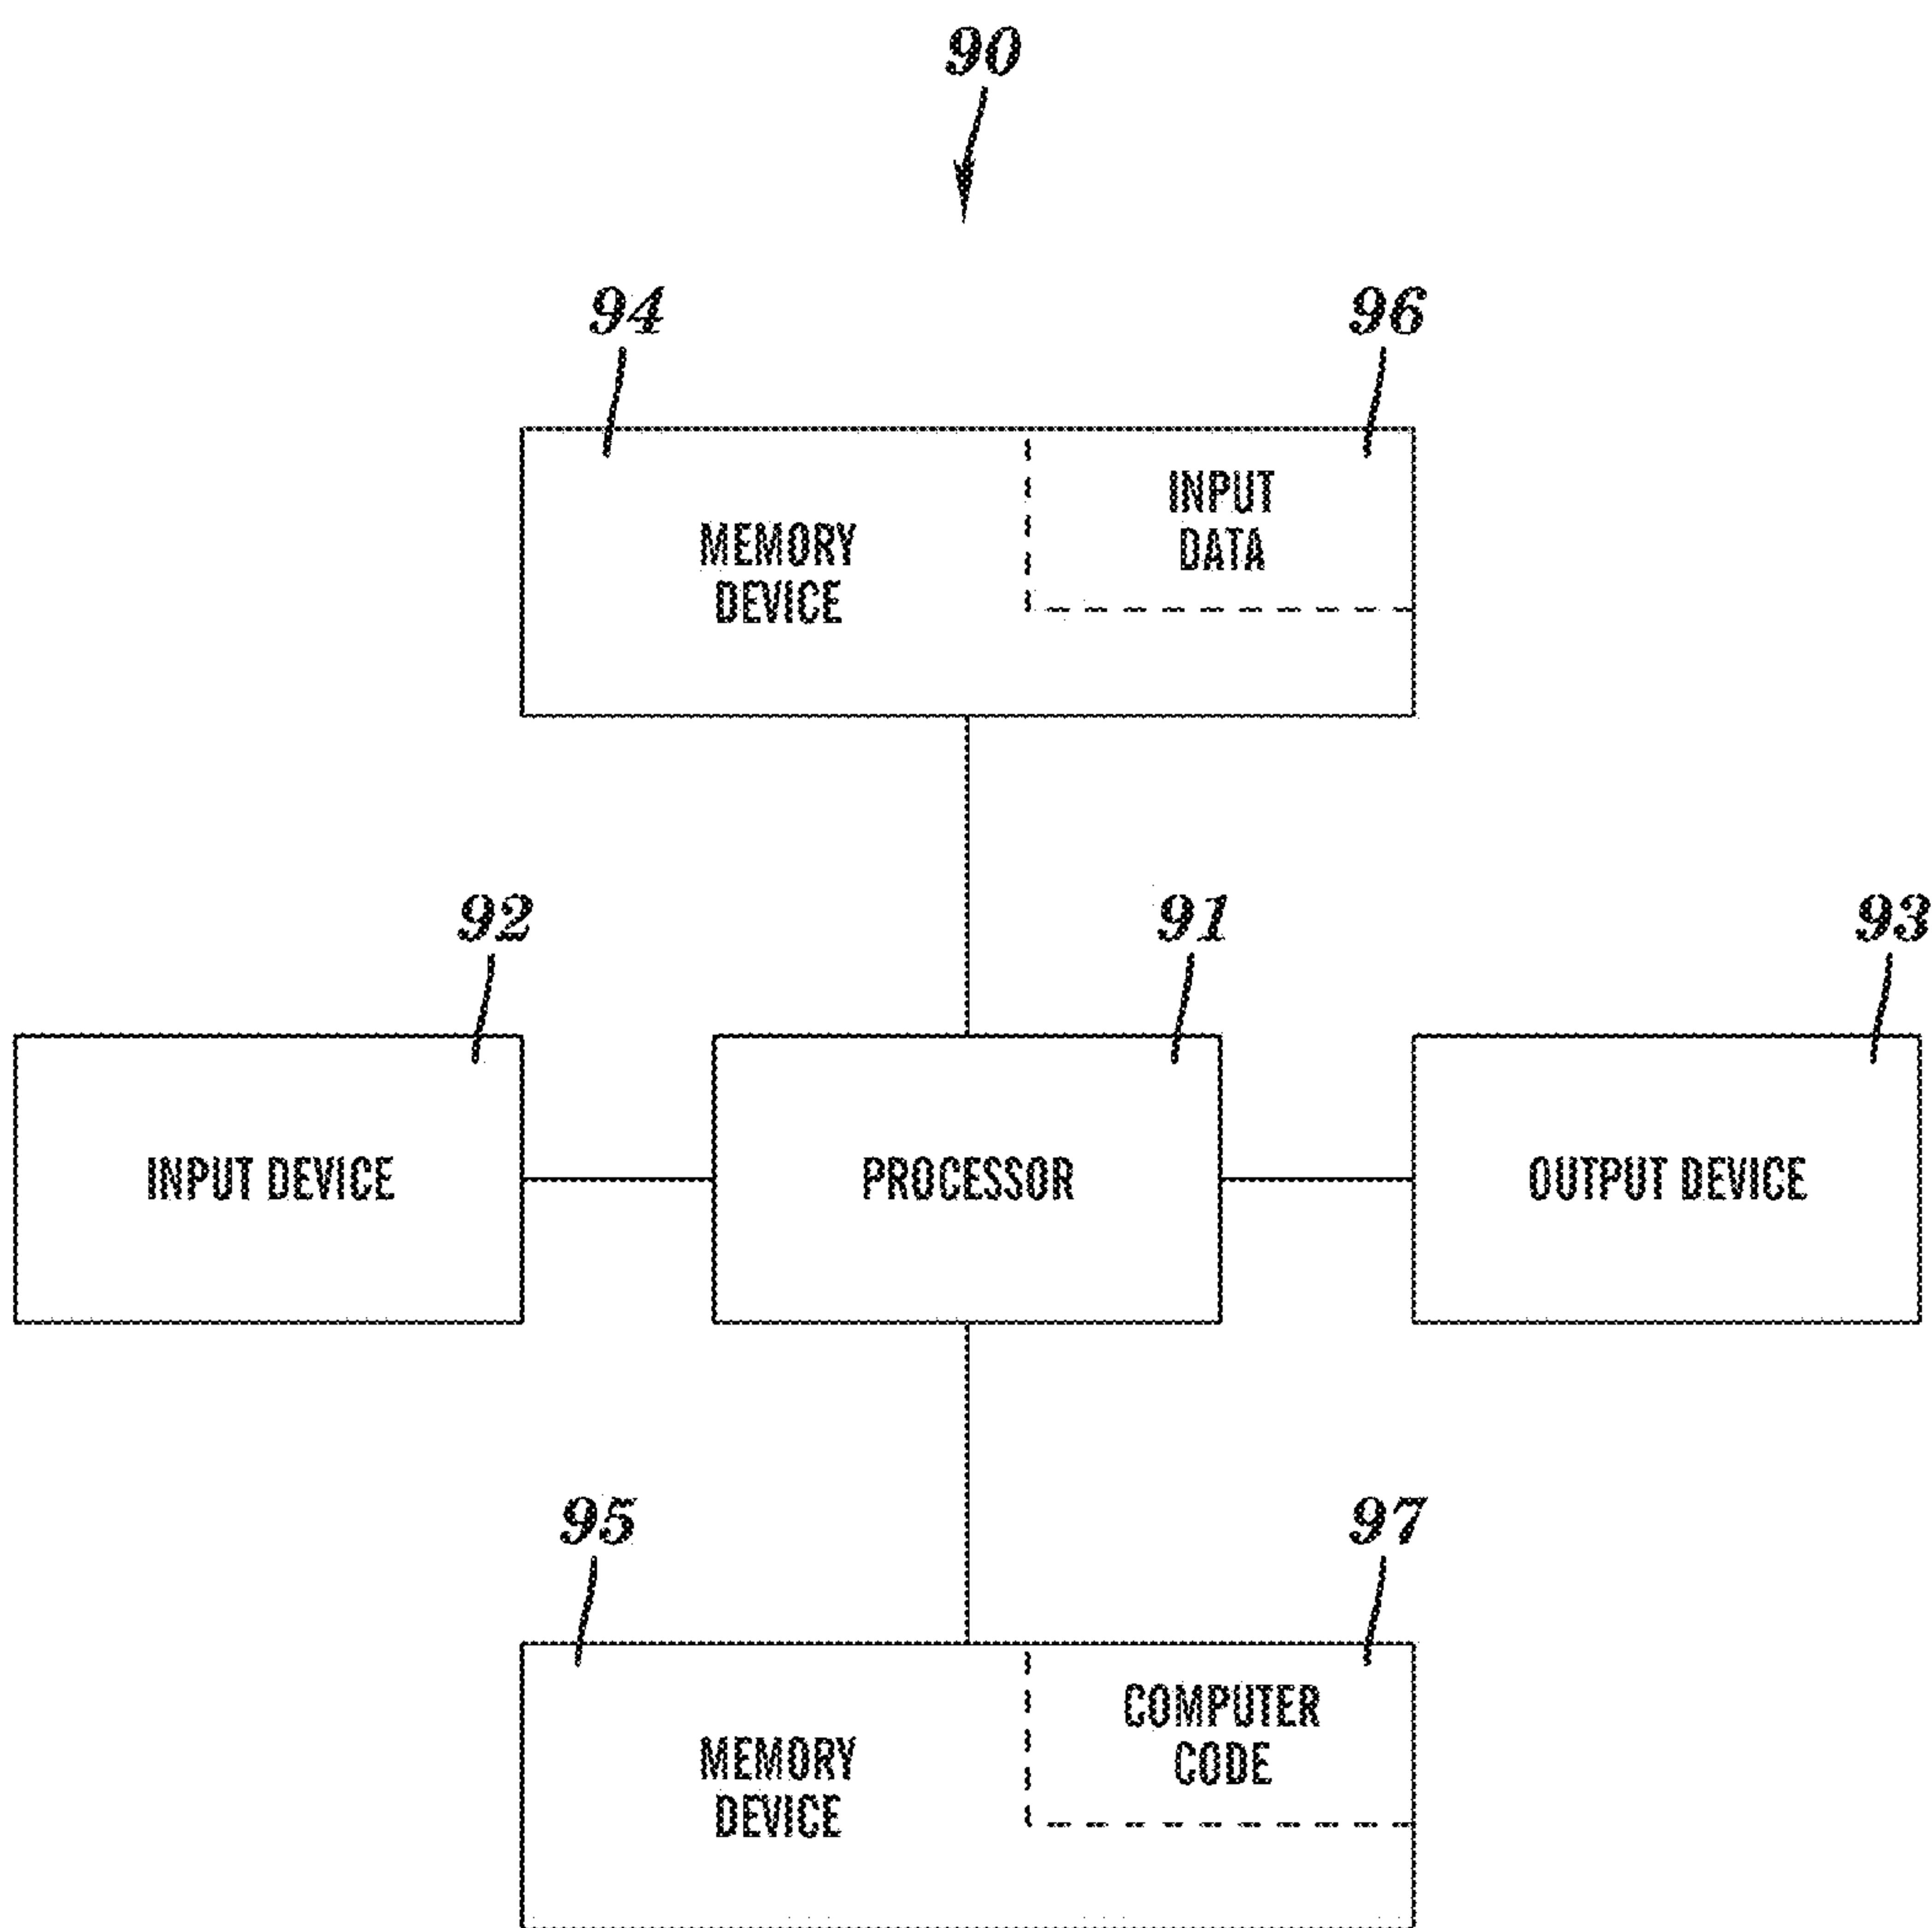 90
94
96
MEMORY
DEVICE
INPUT
DATA
92
91
93
INPUT DEVICE
PROCESSOR
OUTPUT DEVICE
95
97
MEMORY
DEVICE
COMPUTER
CODE